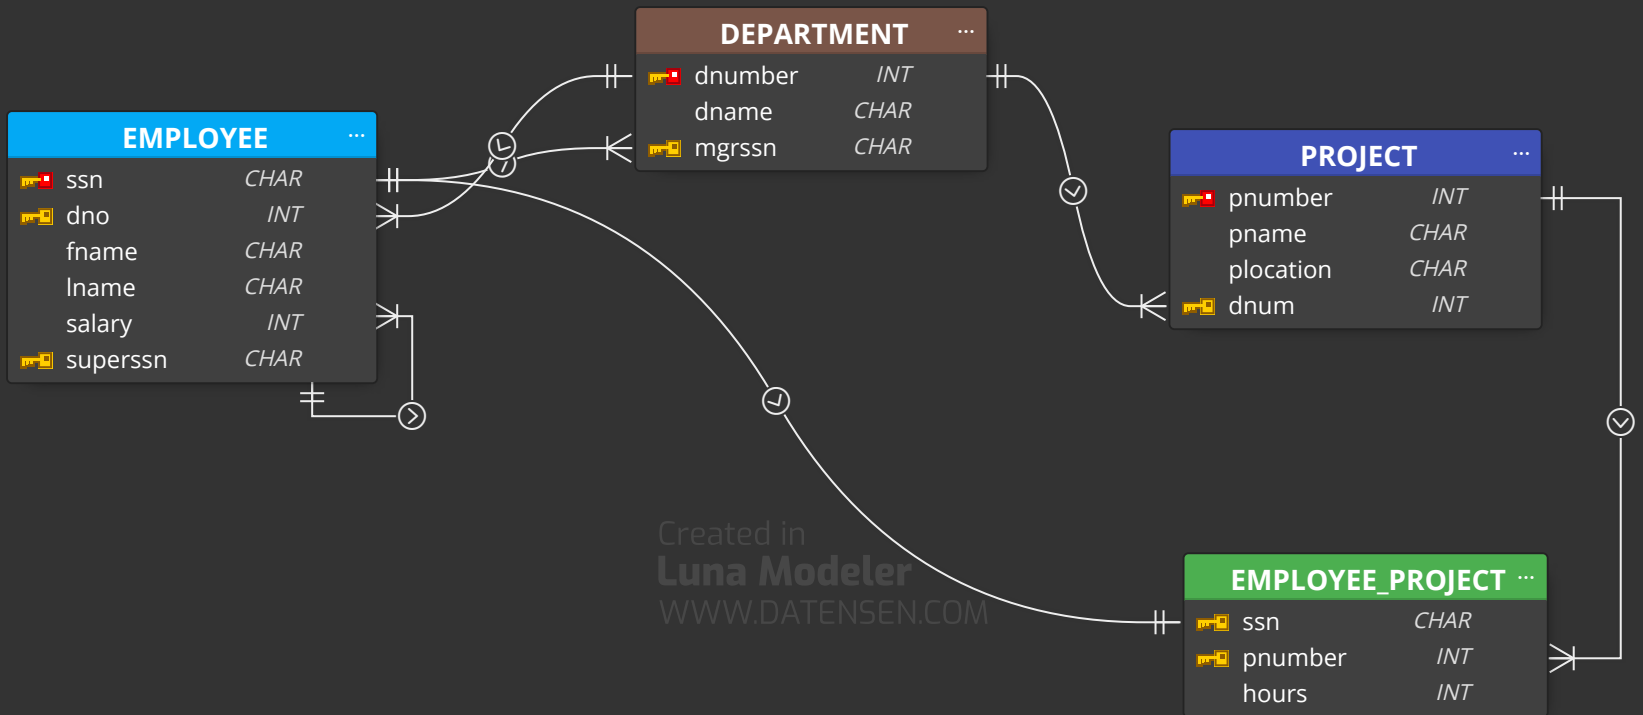 DEPARTMENT ...
dnumber INT
dname CHAR
mgrssn CHAR
EMPLOYEE ...
ssn CHAR
dno INT
fname CHAR
lname CHAR
salary INT
superssn CHAR
PROJECT ...
pnumber INT
pname CHAR
plocation CHAR
dnum INT
Created in
Luna Modeler
WWW.DATENSEN.COM
EMPLOYEE_PROJECT ...
ssn CHAR
pnumber INT
hours INT